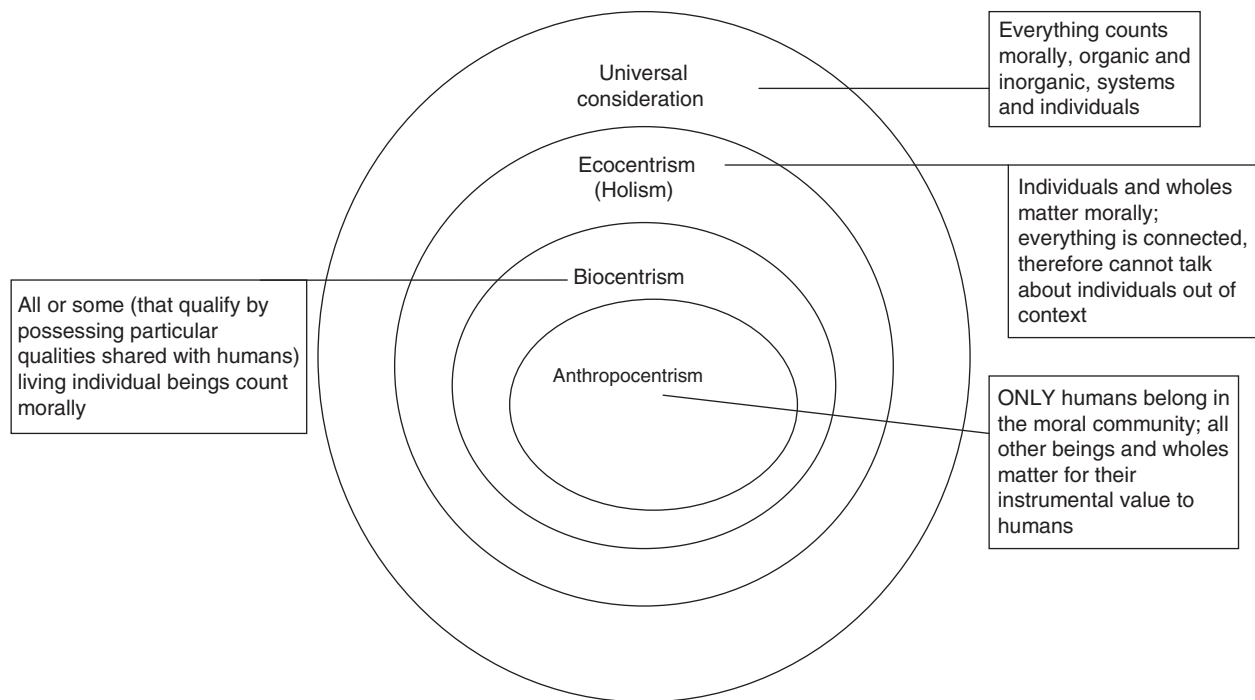 Everything counts
morally, organic and
inorganic, systems
and individuals
Universal
consideration
Ecocentrism
(Holism)
Individuals and wholes
matter morally;
everything is connected,
therefore cannot talk
about individuals out of
context
Biocentrism
All or some (that qualify by
possessing particular
qualities shared with humans)
living individual beings count
morally
Anthropocentrism
ONLY humans belong in
the moral community; all
other beings and wholes
matter for their
instrumental value to
humans